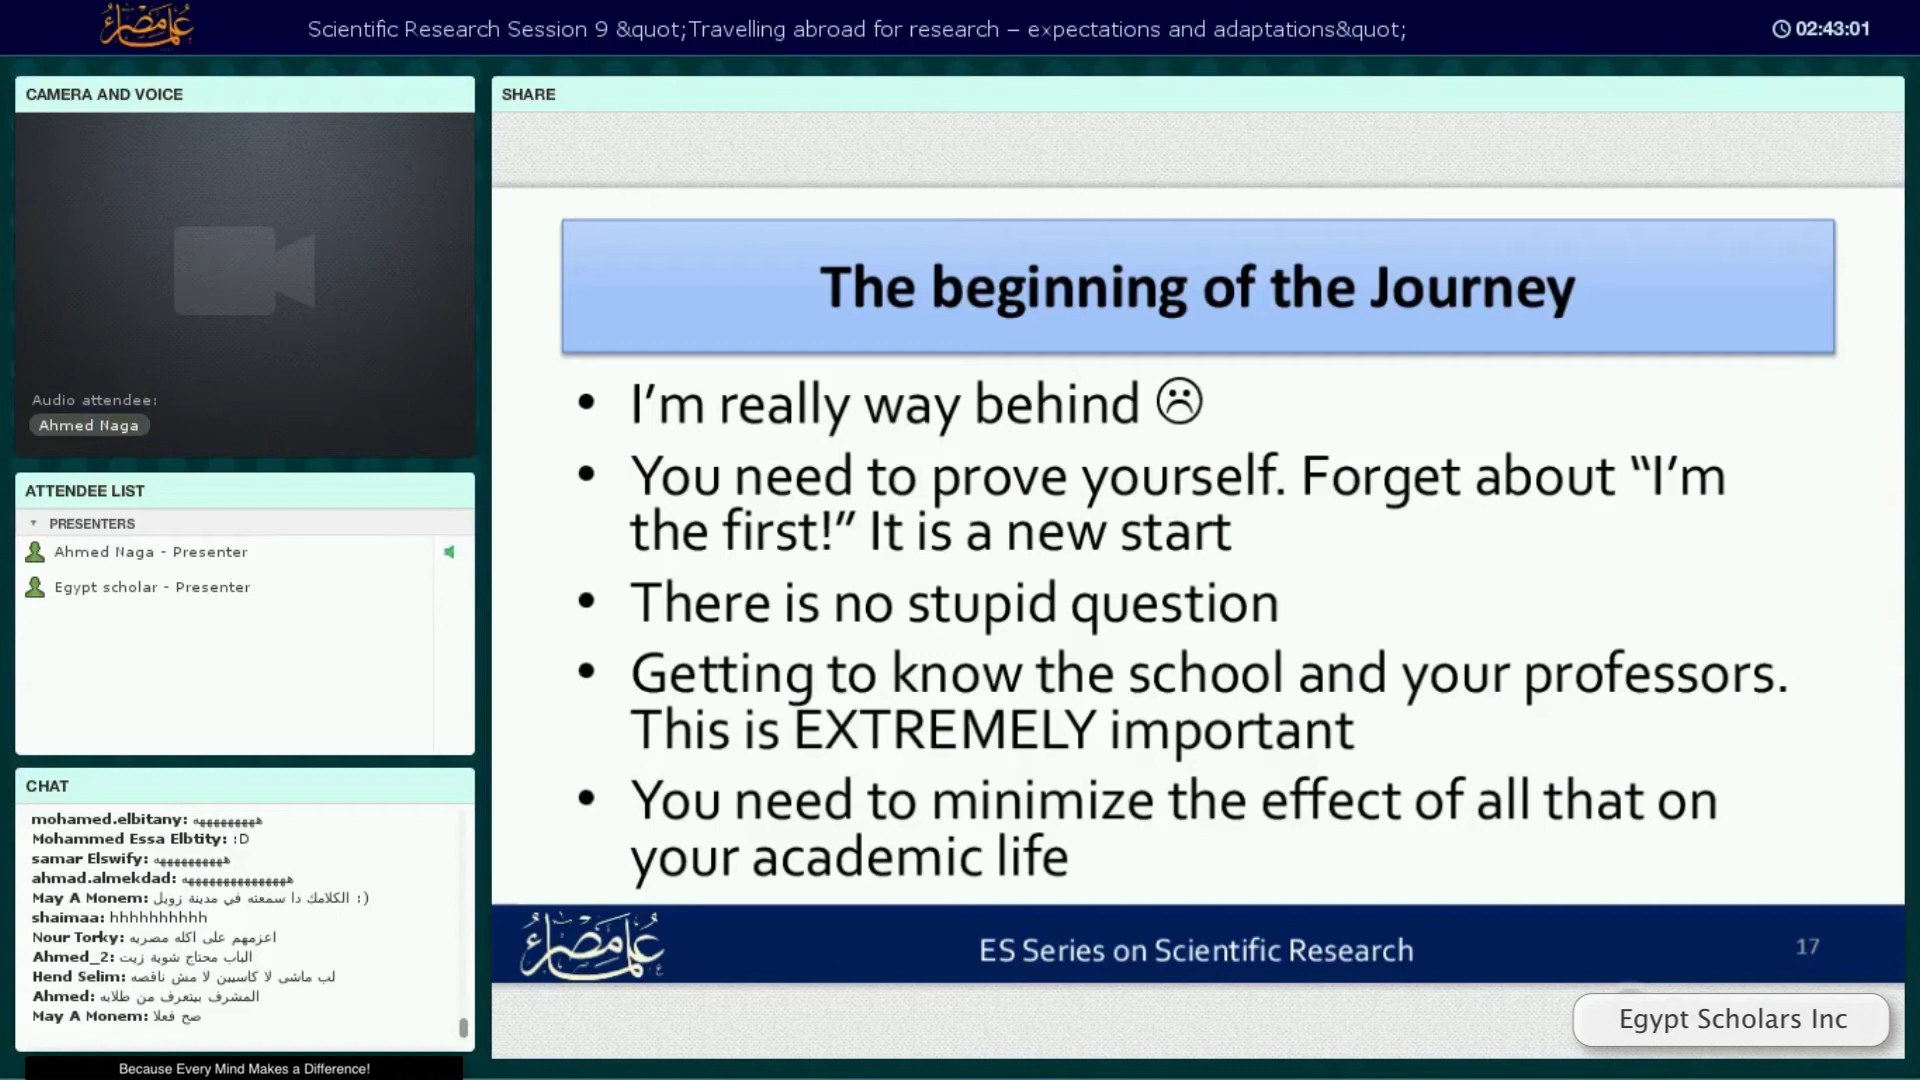 علماء مصر
Scientific Research Session 9 &quot;Travelling abroad for research – expectations and adaptations&quot;
02:43:01
CAMERA AND VOICE
Audio attendee:
Ahmed Naga
ATTENDEE LIST
PRESENTERS
Ahmed Naga - Presenter
Egypt scholar - Presenter
CHAT
mohamed.elbitany:
Mohammed Essa Elbtity: :D
samar Elswify:
ahmad.almekdad:
May A Monem: الكلامك دا سمعته في مدينة زويل :)
shaimaa: hhhhhhhhhh
Nour Torky: اعزمهم على اكله مصريه
Ahmed_2: الباب محتاج شوية زيت
Hend Selim: لب ماشى لا كاسيين لا مش ناقصه
Ahmed: المشرف بيتعرف من طلابه
May A Monem: صح فعلا
Because Every Mind Makes a Difference!
SHARE
The beginning of the Journey
• I’m really way behind ☹
• You need to prove yourself. Forget about “I’m
the first!” It is a new start
• There is no stupid question
• Getting to know the school and your professors.
This is EXTREMELY important
• You need to minimize the effect of all that on
your academic life
علماء مصر
ES Series on Scientific Research
17
Egypt Scholars Inc